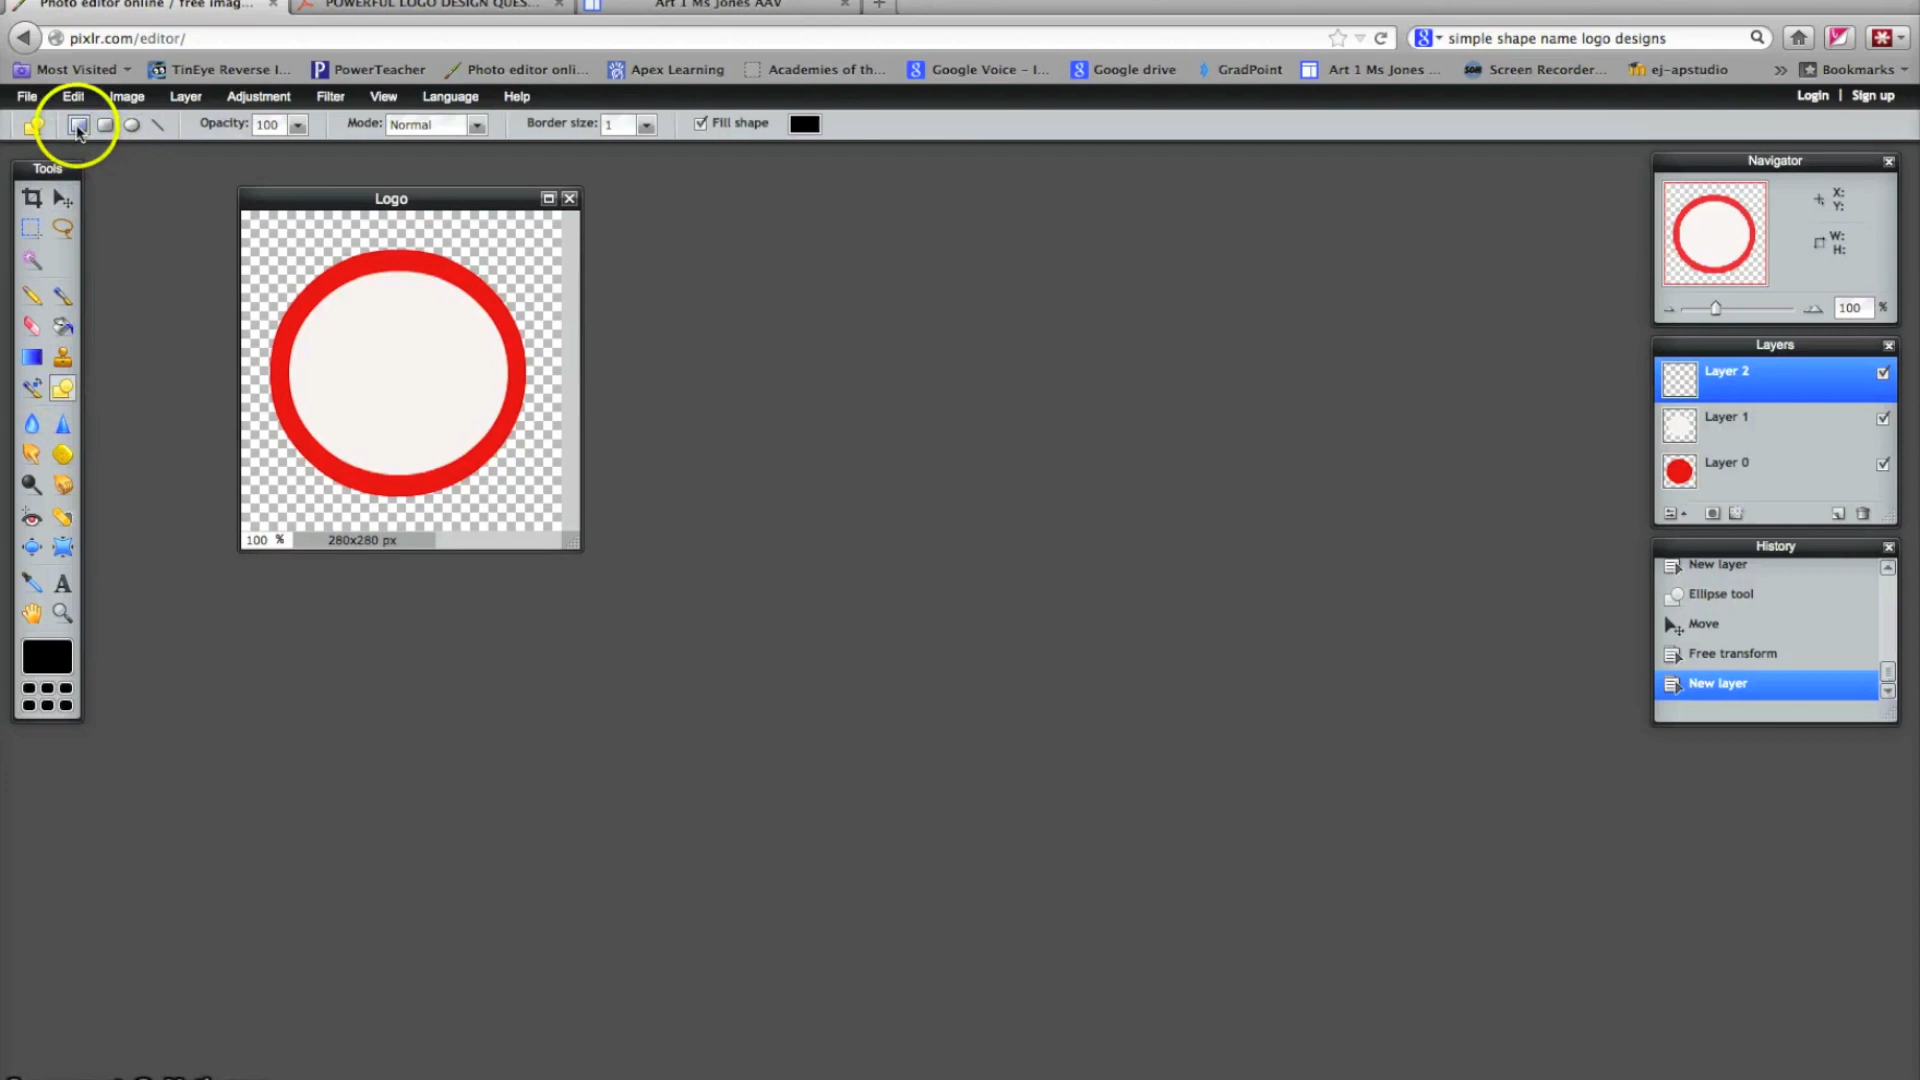 Photo editor online / free imag...
POWERFUL LOGO DESIGN QUES...
Art 1 Ms Jones AAV
pixlr.com/editor/
simple shape name logo designs
Most Visited
TinEye Reverse I...
PowerTeacher
Photo editor onli...
Apex Learning
Academies of th...
Google Voice - I...
Google drive
GradPoint
Art 1 Ms Jones ...
Screen Recorder...
ej-apstudio
Bookmarks
File Edit Image Layer Adjustment Filter View Language Help
Login | Sign up
Opacity: 100
Mode: Normal
Border size: 1
Fill shape
Tools
Logo
100 %
280x280 px
Navigator
X:
Y:
W:
H:
100 %
Layers
Layer 2
Layer 1
Layer 0
History
New layer
Ellipse tool
Move
Free transform
New layer